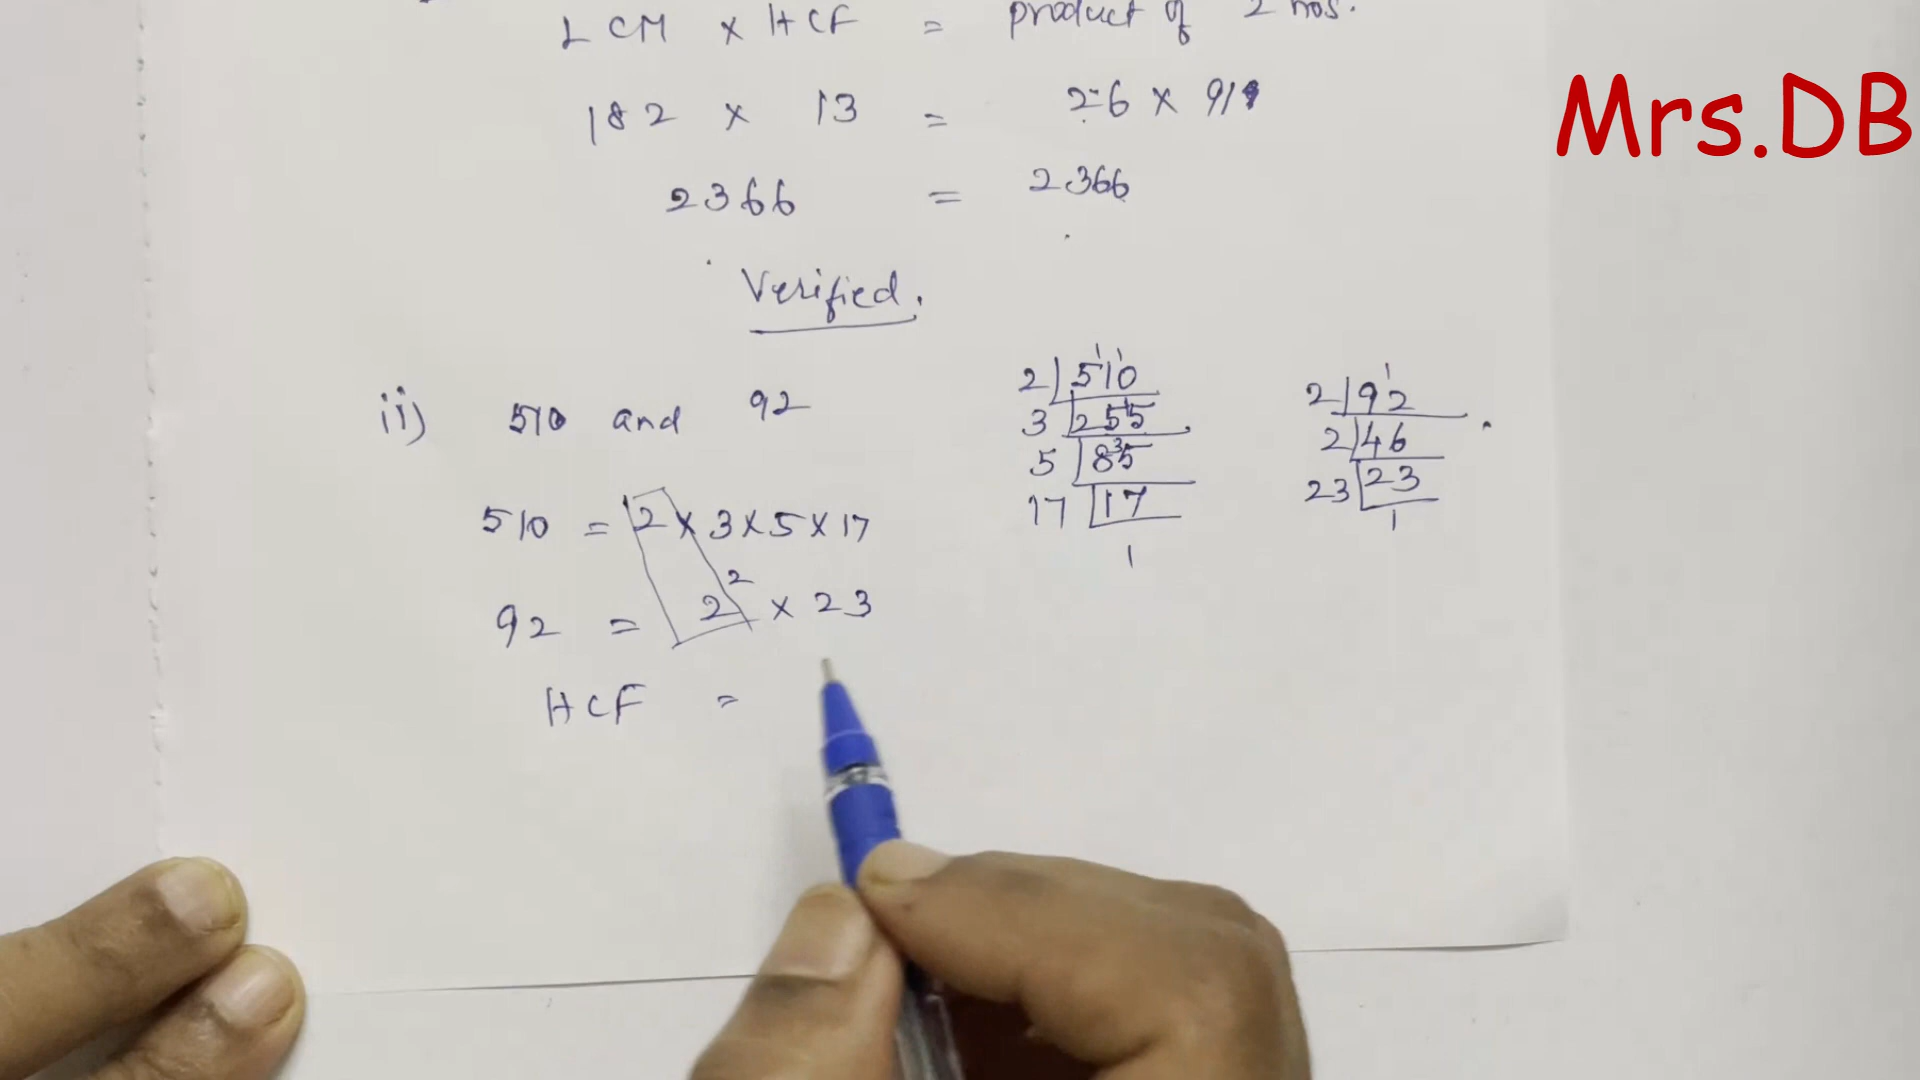 LCM x HCF = product of 2 nos.
Mrs.DB
182 x 13 = 26 x 91
2366 = 2366
Verified.
ii) 510 and 92
510 = 2 x 3 x 5 x 17
92 = 2² x 23
HCF =
2 510
3 255
5 85
17 17
1
2 92
2 46
23 23
1